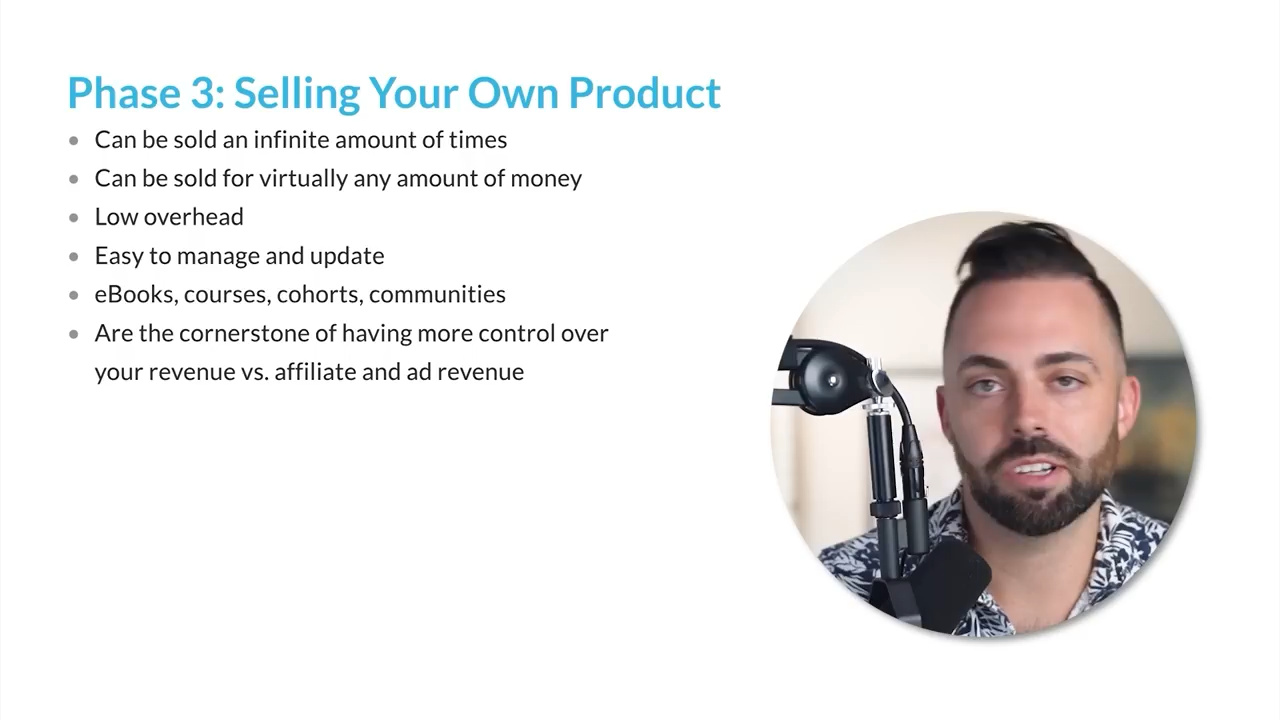 Phase 3: Selling Your Own Product
• Can be sold an infinite amount of times
• Can be sold for virtually any amount of money
• Low overhead
• Easy to manage and update
• eBooks, courses, cohorts, communities
• Are the cornerstone of having more control over
your revenue vs. affiliate and ad revenue